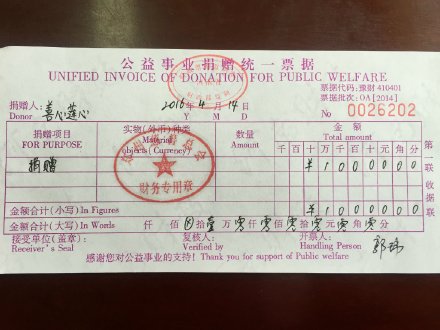 公益事业捐赠统一票据
UNIFIED INVOICE OF DONATION FOR PUBLIC WELFARE
票据代码:豫财 410401
票据批次:OA[2014]
捐赠人: 善心莲心 2016年4月14日
Donor Y M D No 0026202
捐赠项目 实物(外币)种类 数量 金额
FOR PURPOSE Material objects (Currency) Amount Total amount
千 百 十 万 千 百 十 元 角 分
捐赠 ¥ 1 0 0 0 0 0
财务专用章
金额合计(小写) In Figures ¥ 1 0 0 0 0 0
金额合计(大写) In Words 仟 佰 拾壹万零仟零佰零拾零元零角零分
接受单位(盖章): 复核人: 开票人:
Receiver's Seal Verified by Handling Person
感谢您对公益事业的支持! Thank you for support of Public welfare
第一联 收据联